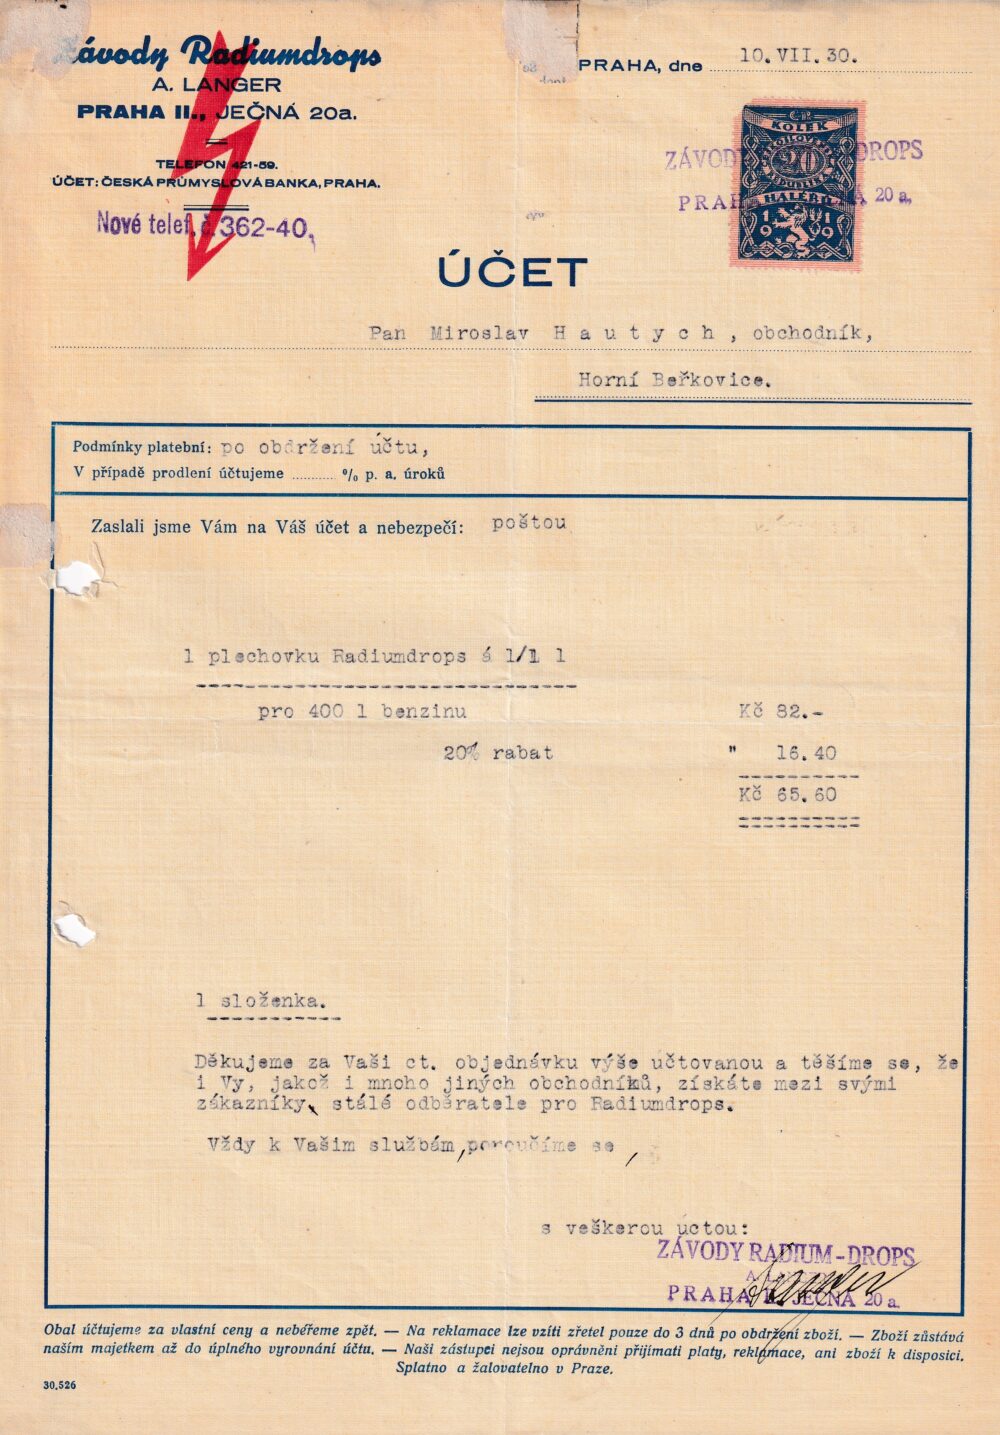 Závody Radiumdrops
A. LANGER
PRAHA II., JEČNÁ 20a.
TELEFON 421-59.
ÚČET: ČESKÁ PRŮMYSLOVÁ BANKA, PRAHA.
Nové telef. č. 362-40.
PRAHA, dne 10.VII.30.
ZÁVODY DROPS
PRAHA 20 a.
ČR
KOLEK
ČESKOSLOVENSKÁ
20
REPUBLIKA
HALÉŘŮ
19 19
ÚČET
Pan Miroslav Hautych, obchodník,
Horní Beřkovice.
Podmínky platební: po obdržení účtu,
V případě prodlení účtujeme ........... % p. a. úroků
Zaslali jsme Vám na Váš účet a nebezpečí: poštou
1 plechovku Radiumdrops á 1/1 l
pro 400 l benzinu Kč 82.-
20% rabat " 16.40
Kč 65.60
1 složenka.
Děkujeme za Vaši ct. objednávku výše účtovanou a těšíme se, že
i Vy, jakož i mnoho jiných obchodníků, získáte mezi svými
zákazníky stálé odběratele pro Radiumdrops.
Vždy k Vašim službám, poroučíme se,
s veškerou úctou:
ZÁVODY RADIUM-DROPS
PRAHA II. JEČNÁ 20 a.
Obal účtujeme za vlastní ceny a nebéřeme zpět. — Na reklamace lze vzíti zřetel pouze do 3 dnů po obdržení zboží. — Zboží zůstává
naším majetkem až do úplného vyrovnání účtu. — Naši zástupci nejsou oprávněni přijímati platy, reklamace, ani zboží k disposici.
Splatno a žalovatelno v Praze.
30.526